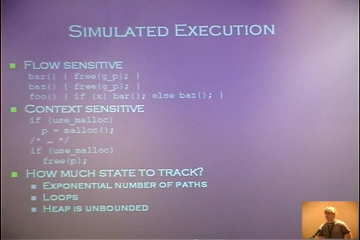 Simulated Execution
Flow sensitive
bar() { free(g_p); }
baz() { free(g_p); }
foo() { if (x) bar(); else baz(); }
Context sensitive
if (use_malloc)
p = malloc();
/* … */
if (use_malloc)
free(p);
How much state to track?
Exponential number of paths
Loops
Heap is unbounded